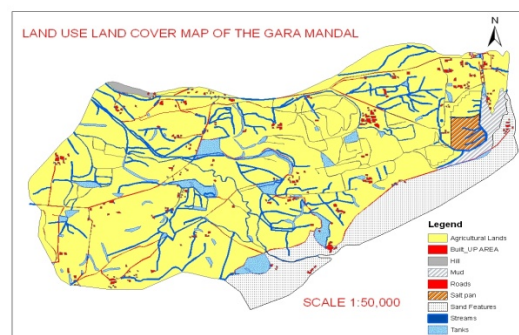 LAND USE LAND COVER MAP OF THE GARA MANDAL
N
Legend
Agricultural Lands
Built_UP AREA
Hill
Mud
Roads
Salt pan
Sand Features
Streams
Tanks
SCALE 1:50,000